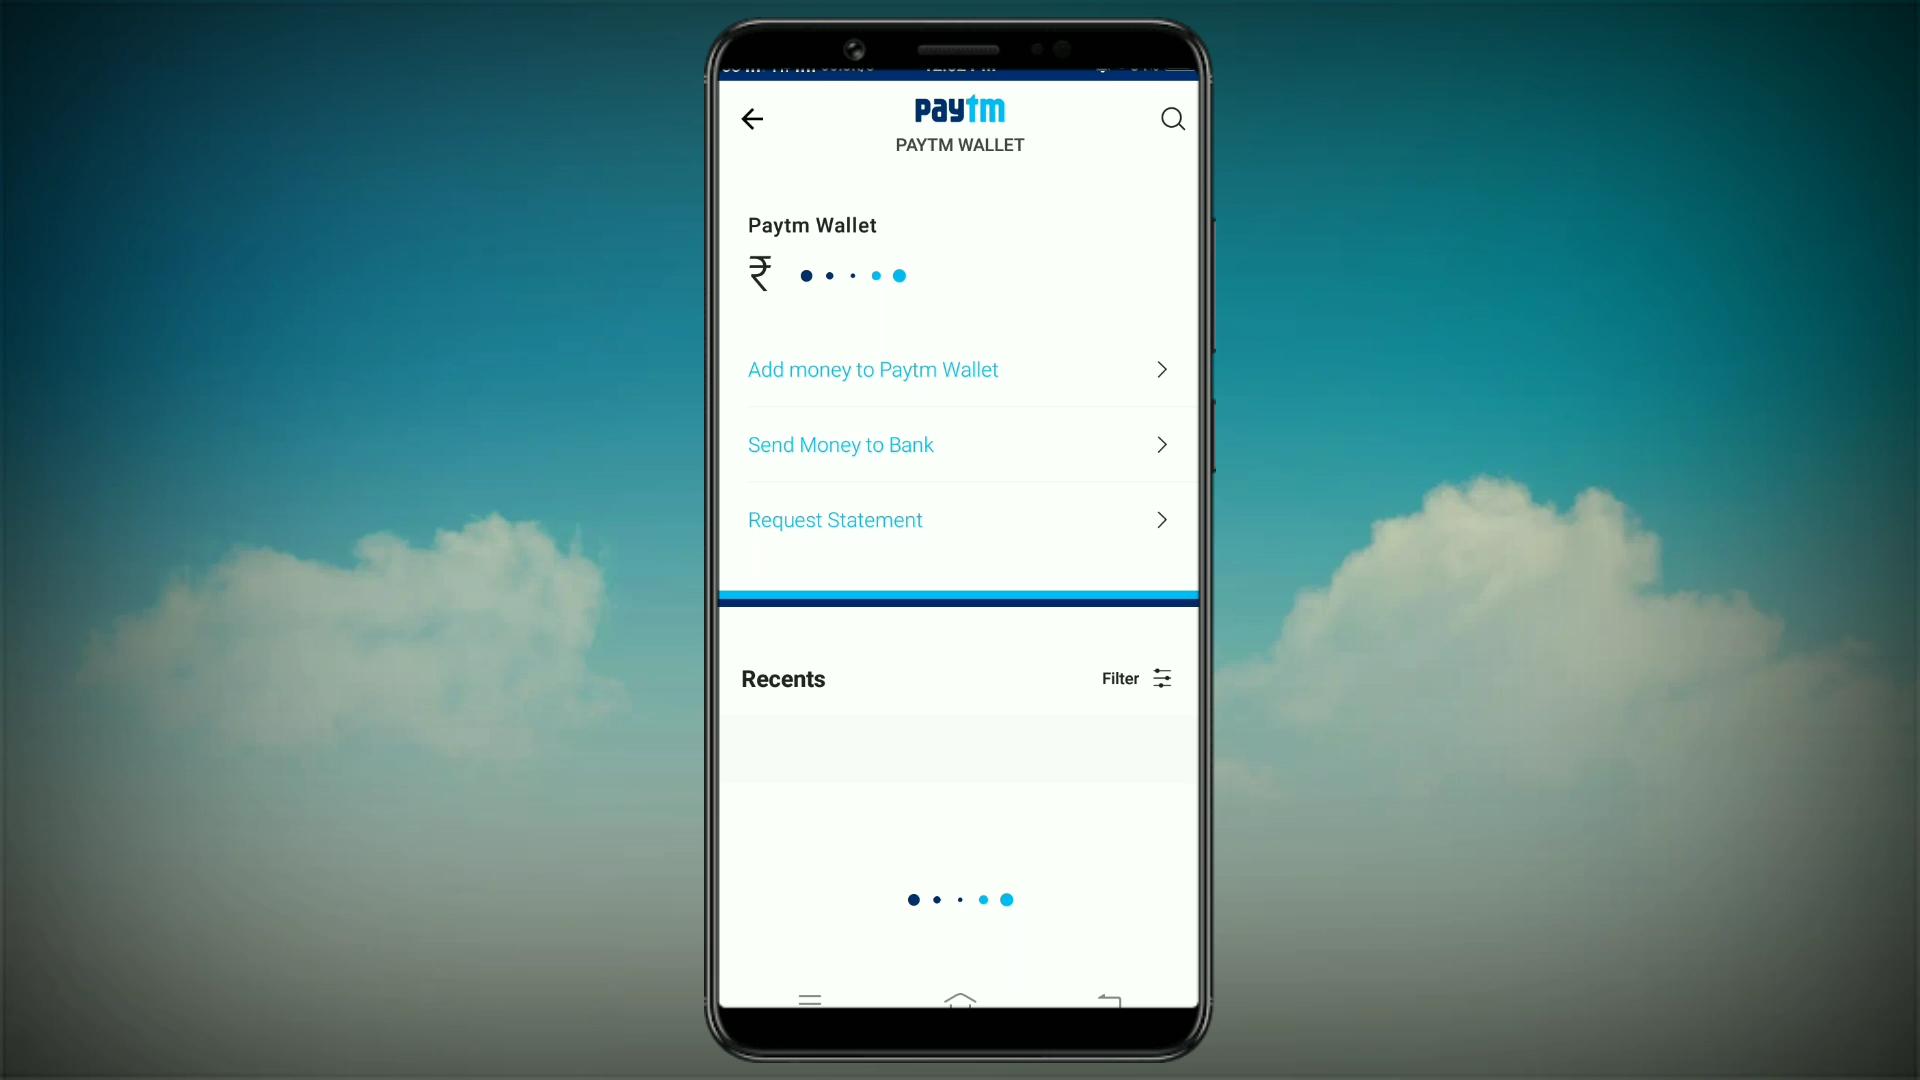 paytm
PAYTM WALLET
Paytm Wallet
₹
Add money to Paytm Wallet
Send Money to Bank
Request Statement
Recents
Filter